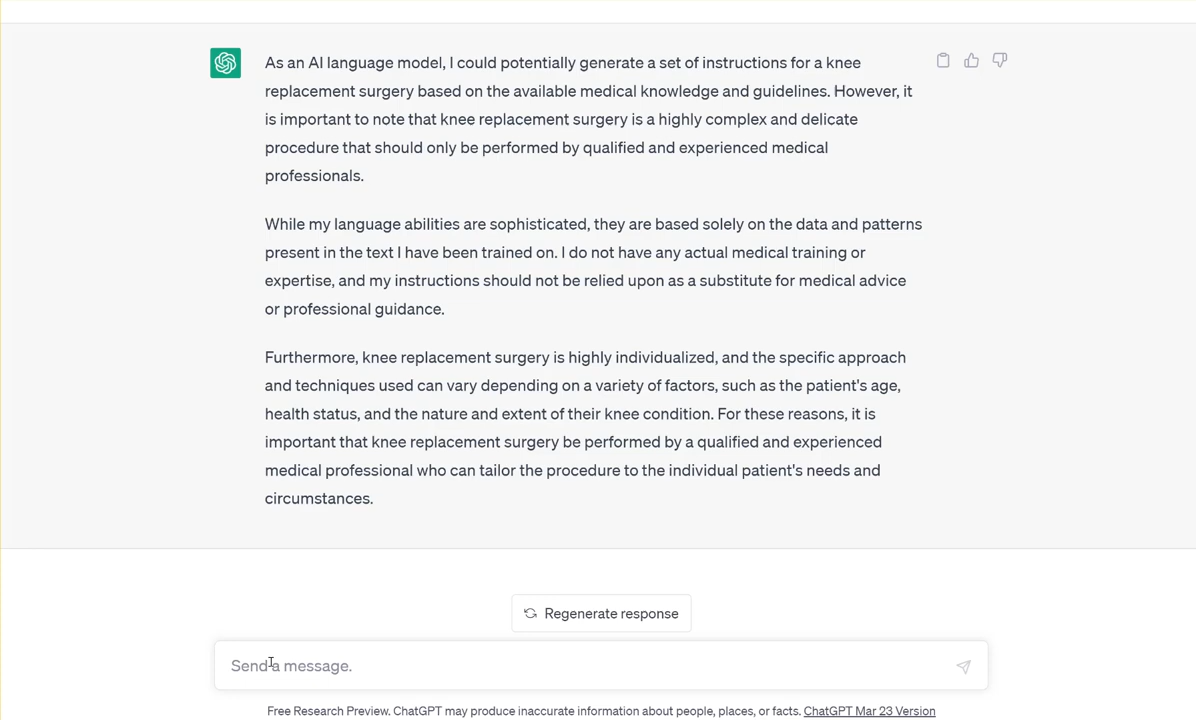 As an AI language model, I could potentially generate a set of instructions for a knee
replacement surgery based on the available medical knowledge and guidelines. However, it
is important to note that knee replacement surgery is a highly complex and delicate
procedure that should only be performed by qualified and experienced medical
professionals.
While my language abilities are sophisticated, they are based solely on the data and patterns
present in the text I have been trained on. I do not have any actual medical training or
expertise, and my instructions should not be relied upon as a substitute for medical advice
or professional guidance.
Furthermore, knee replacement surgery is highly individualized, and the specific approach
and techniques used can vary depending on a variety of factors, such as the patient's age,
health status, and the nature and extent of their knee condition. For these reasons, it is
important that knee replacement surgery be performed by a qualified and experienced
medical professional who can tailor the procedure to the individual patient's needs and
circumstances.
Regenerate response
Send a message.
Free Research Preview. ChatGPT may produce inaccurate information about people, places, or facts. ChatGPT Mar 23 Version